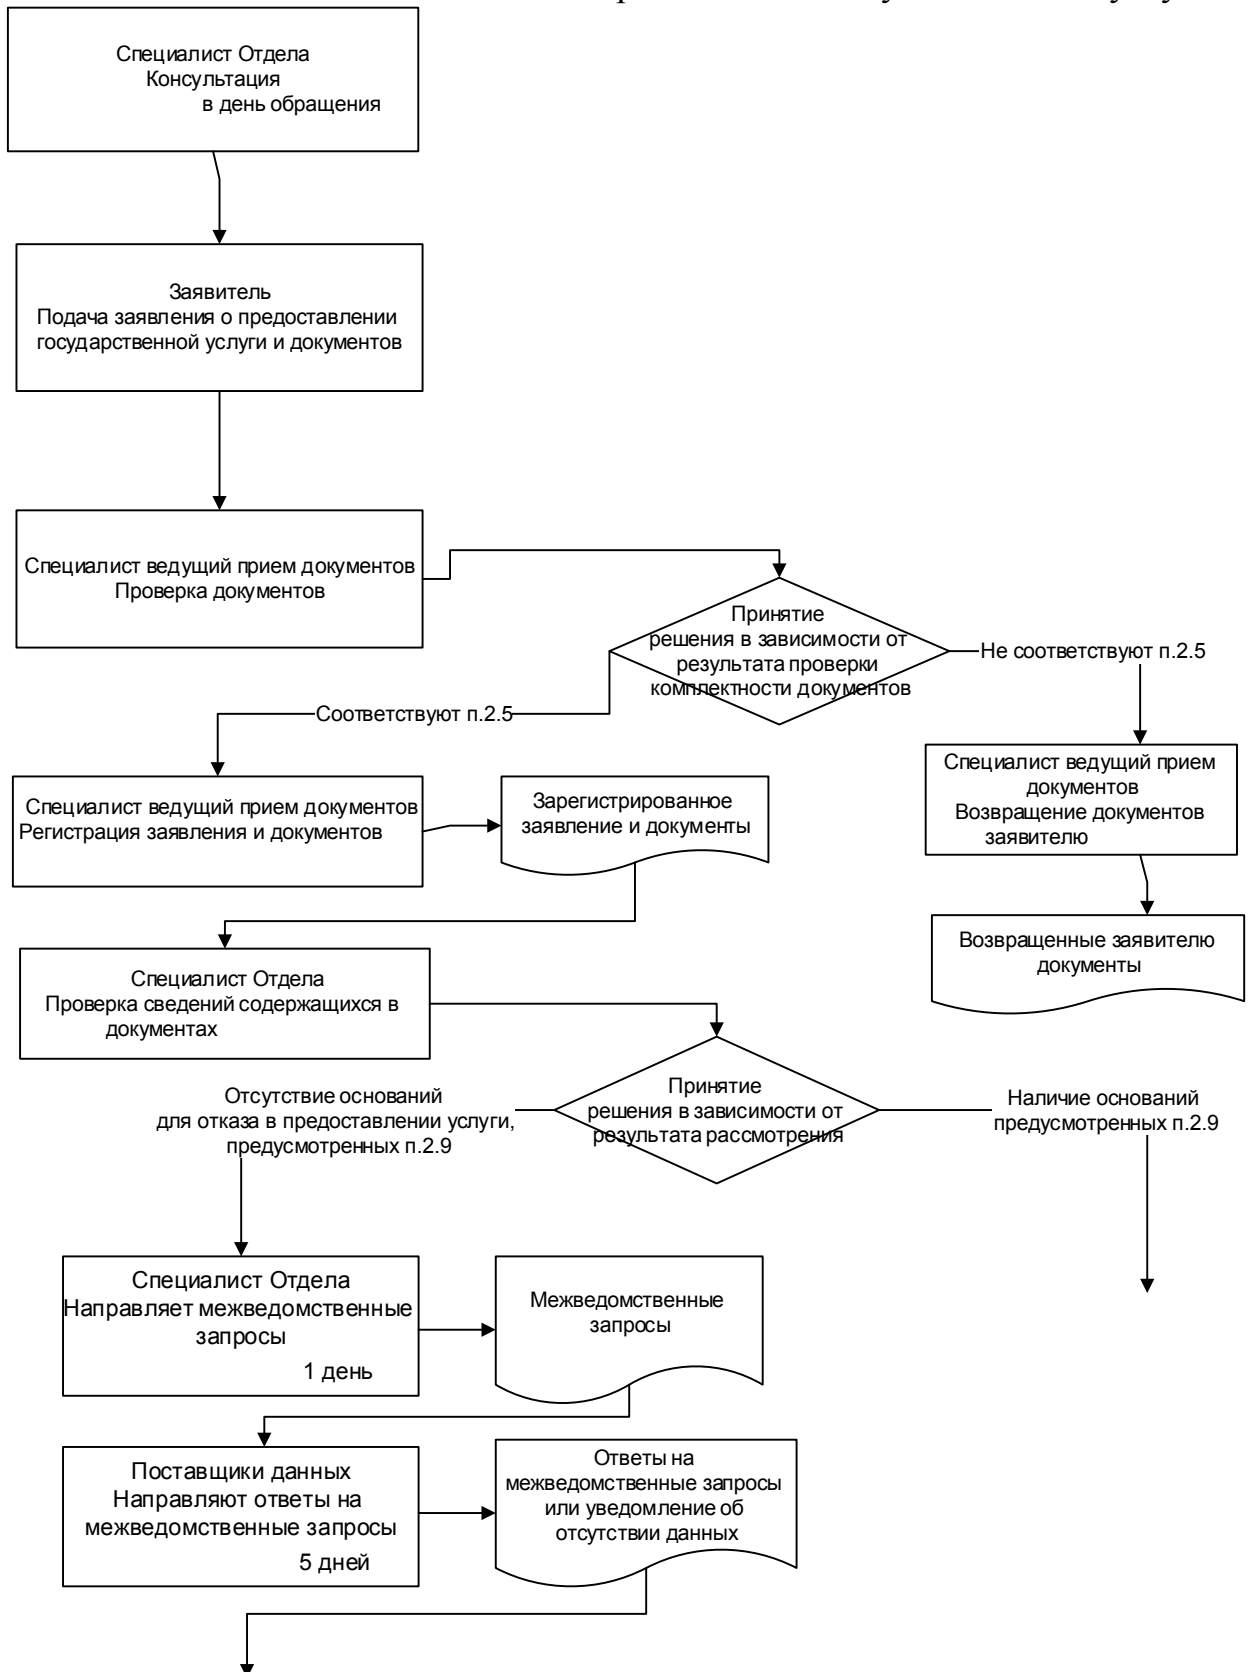 Специалист Отдела
Консультация
в день обращения
Заявитель
Подача заявления о предоставлении
государственной услуги и документов
Специалист ведущий прием документов
Проверка документов
Принятие
решения в зависимости от
результата проверки
комплектности документов
Не соответствуют п.2.5
Соответствуют п.2.5
Специалист ведущий прием
документов
Возвращение документов
заявителю
Специалист ведущий прием документов
Регистрация заявления и документов
Зарегистрированное
заявление и документы
Возвращенные заявителю
документы
Специалист Отдела
Проверка сведений содержащихся в
документах
Принятие
решения в зависимости от
результата рассмотрения
Отсутствие оснований
для отказа в предоставлении услуги,
предусмотренных п.2.9
Наличие оснований
предусмотренных п.2.9
Специалист Отдела
Направляет межведомственные
запросы
1 день
Межведомственные
запросы
Поставщики данных
Направляют ответы на
межведомственные запросы
5 дней
Ответы на
межведомственные запросы
или уведомление об
отсутствии данных